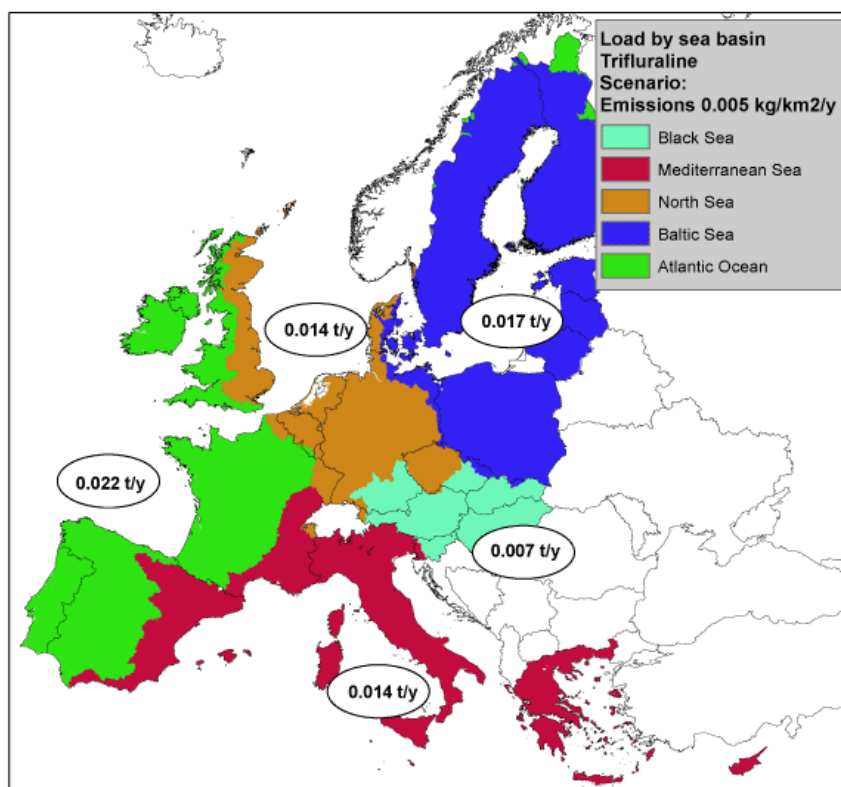 Load by sea basin
Trifluraline
Scenario:
Emissions 0.005 kg/km2/y
Black Sea
Mediterranean Sea
North Sea
Baltic Sea
Atlantic Ocean
0.014 t/y
0.017 t/y
0.022 t/y
0.007 t/y
0.014 t/y